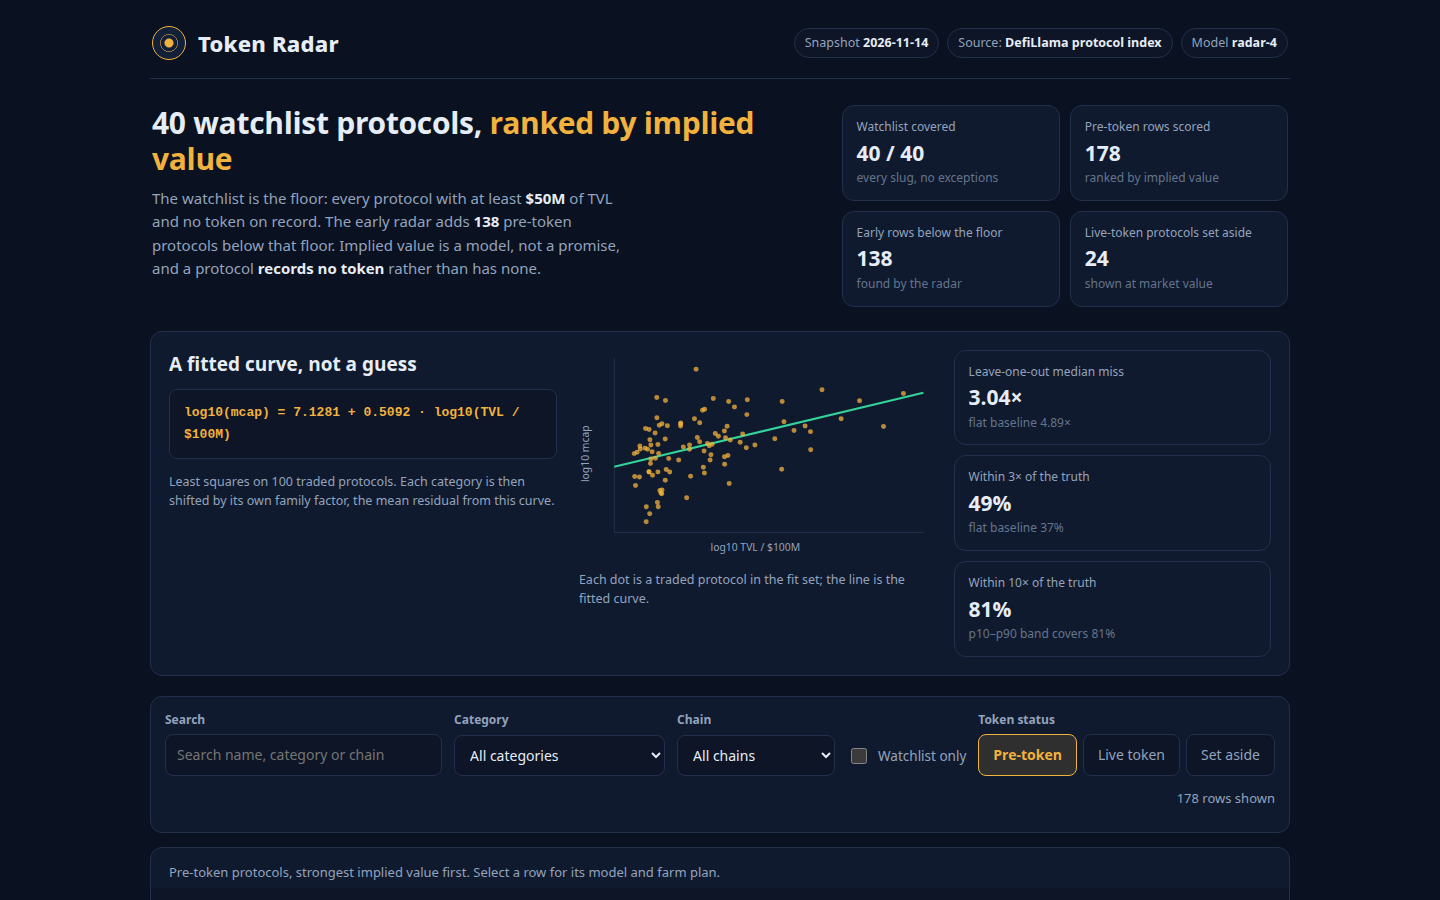 Token Radar
Snapshot 2026-11-14
Source: DefiLlama protocol index
Model radar-4
40 watchlist protocols, ranked by implied
value
The watchlist is the floor: every protocol with at least $50M of TVL
and no token on record. The early radar adds 138 pre-token
protocols below that floor. Implied value is a model, not a promise,
and a protocol records no token rather than has none.
Watchlist covered
40 / 40
every slug, no exceptions
Pre-token rows scored
178
ranked by implied value
Early rows below the floor
138
found by the radar
Live-token protocols set aside
24
shown at market value
A fitted curve, not a guess
log10(mcap) = 7.1281 + 0.5092 · log10(TVL /
$100M)
Least squares on 100 traded protocols. Each category is then
shifted by its own family factor, the mean residual from this curve.
log10 mcap
log10 TVL / $100M
Each dot is a traded protocol in the fit set; the line is the
fitted curve.
Leave-one-out median miss
3.04×
flat baseline 4.89×
Within 3× of the truth
49%
flat baseline 37%
Within 10× of the truth
81%
p10–p90 band covers 81%
Search
Search name, category or chain
Category
All categories
Chain
All chains
Watchlist only
Token status
Pre-token
Live token
Set aside
178 rows shown
Pre-token protocols, strongest implied value first. Select a row for its model and farm plan.